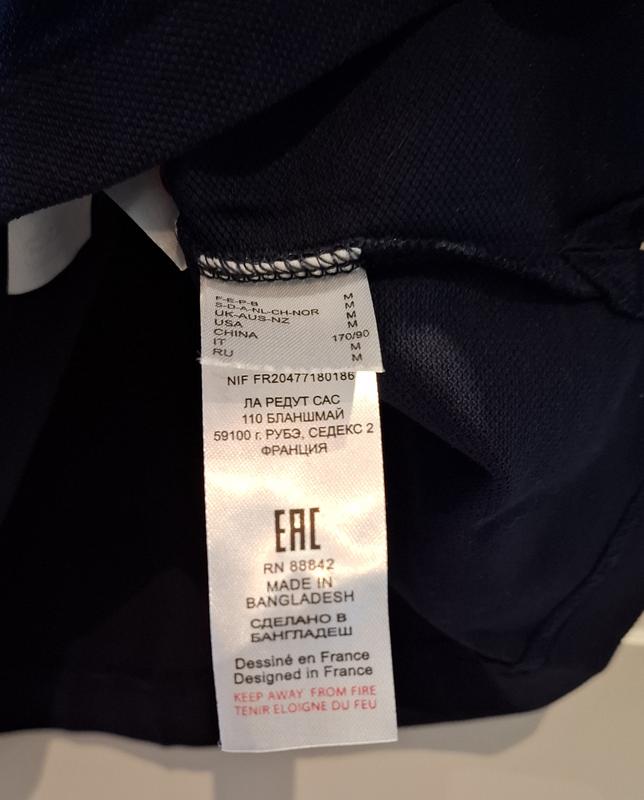 F-E-P-B M
S-D-A-NL-CH-NOR M
UK-AUS-NZ M
USA M
CHINA 170/90
IT M
RU M
NIF FR20477180186
ЛА РЕДУТ САС
110 БЛАНШМАЙ
59100 г. РУБЭ, СЕДЕКС 2
ФРАНЦИЯ
EAC
RN 88842
MADE IN
BANGLADESH
СДЕЛАНО В
БАНГЛАДЕШ
Dessiné en France
Designed in France
KEEP AWAY FROM FIRE
TENIR ELOIGNE DU FEU